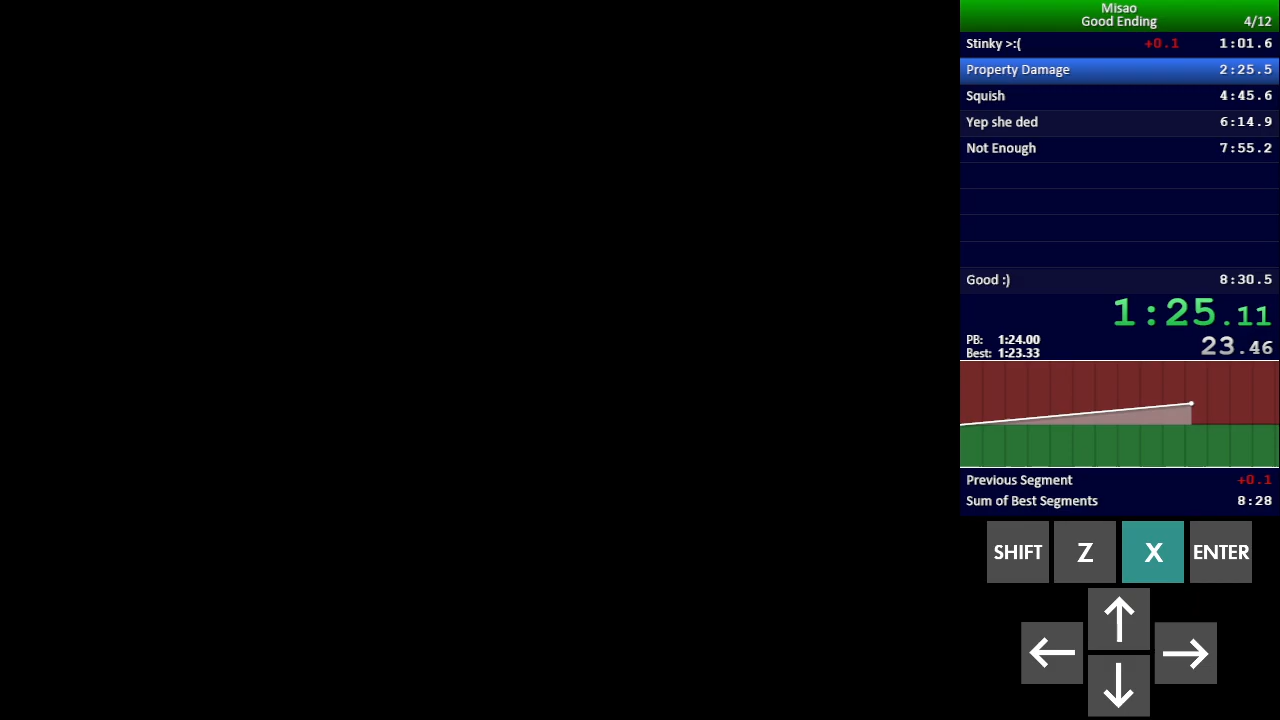 Misao
Good Ending 4/12
Stinky >:( +0.1 1:01.6
Property Damage 2:25.5
Squish 4:45.6
Yep she ded 6:14.9
Not Enough 7:55.2
Good :) 8:30.5
1:25.11
PB: 1:24.00
Best: 1:23.33
23.46
Previous Segment +0.1
Sum of Best Segments 8:28
SHIFT Z X ENTER
↑
← →
↓